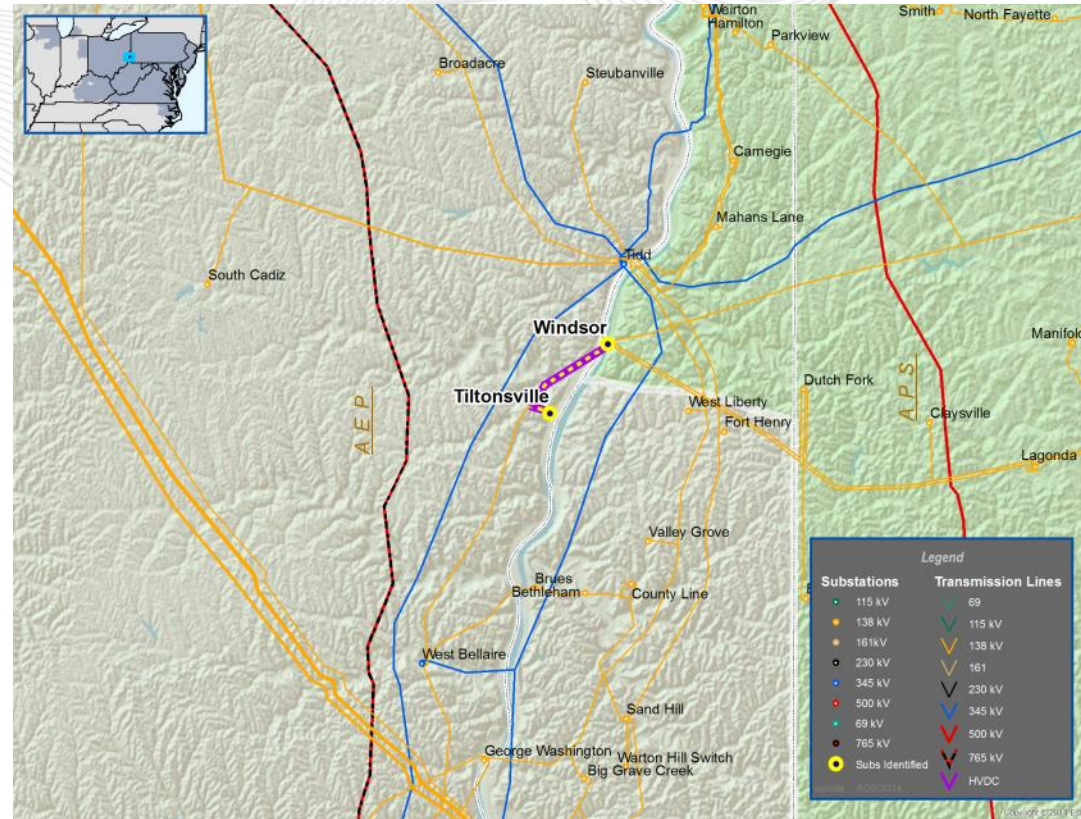 Weirton
Hamilton
Smith
North Fayette
Parkview
Broadacre
Steubanville
Carnegie
Mahans Lane
Tidd
South Cadiz
Windsor
Tiltonsville
AEP
APS
Manifold
Dutch Fork
West Liberty
Fort Henry
Claysville
Lagonda
Valley Grove
Brues
Bethleham
County Line
West Bellaire
Sand Hill
George Washington
Warton Hill Switch
Big Grave Creek
Legend
Substations
115 kV
138 kV
161kV
230 kV
345 kV
500 kV
69 kV
765 kV
Subs Identified
Transmission Lines
69
115 kV
138 kV
161
230 kV
345 kV
500 kV
765 kV
HVDC